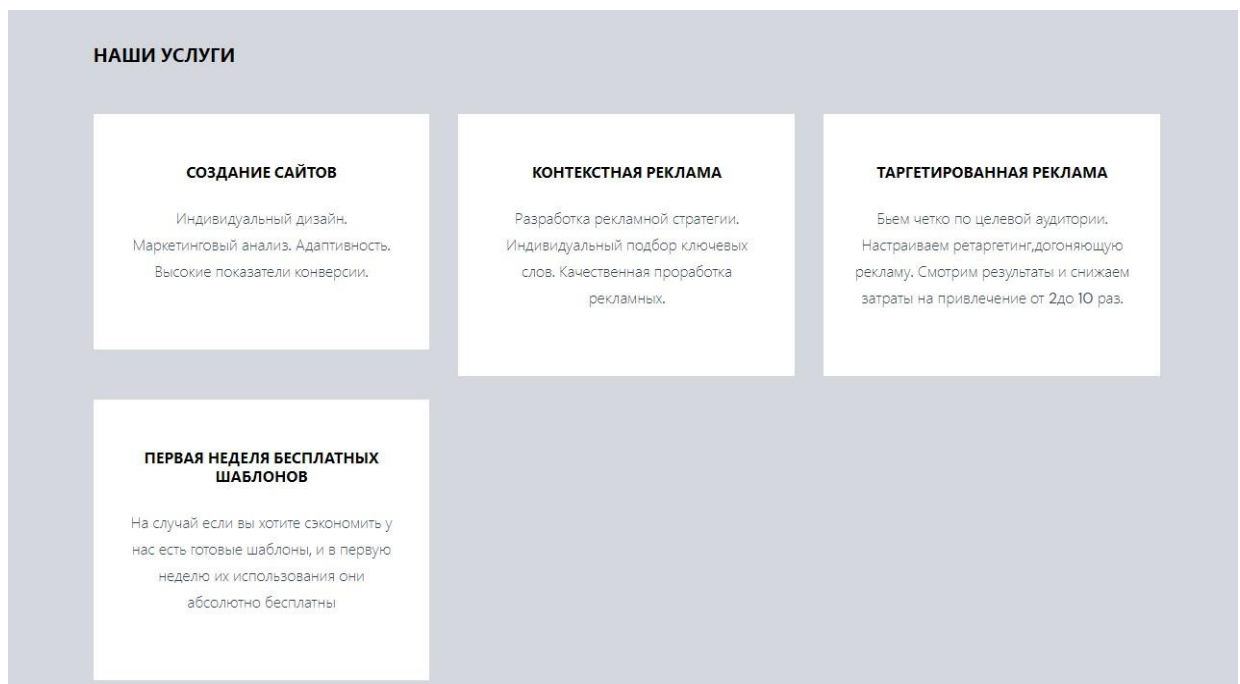 НАШИ УСЛУГИ
СОЗДАНИЕ САЙТОВ
Индивидуальный дизайн.
Маркетинговый анализ. Адаптивность.
Высокие показатели конверсии.
КОНТЕКСТНАЯ РЕКЛАМА
Разработка рекламной стратегии.
Индивидуальный подбор ключевых
слов. Качественная проработка
рекламных.
ТАРГЕТИРОВАННАЯ РЕКЛАМА
Бьем четко по целевой аудитории.
Настраиваем ретаргетинг,догоняющую
рекламу. Смотрим результаты и снижаем
затраты на привлечение от 2до 10 раз.
ПЕРВАЯ НЕДЕЛЯ БЕСПЛАТНЫХ
ШАБЛОНОВ
На случай если вы хотите сэкономить у
нас есть готовые шаблоны, и в первую
неделю их использования они
абсолютно бесплатны